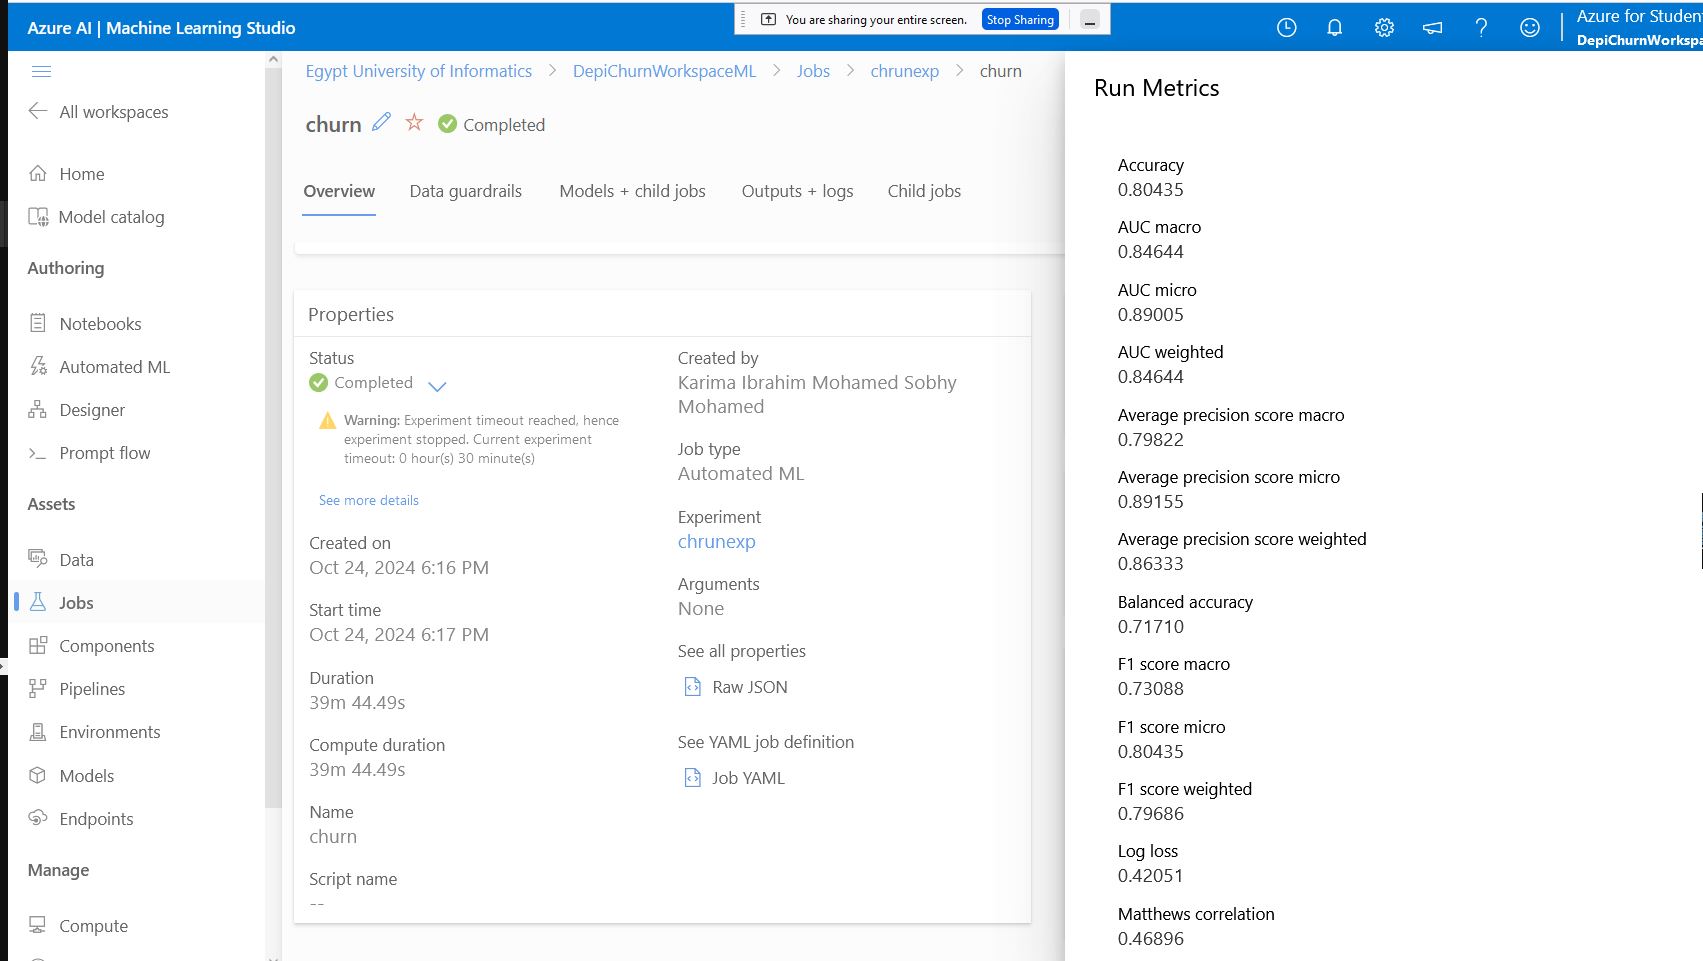 Azure AI | Machine Learning Studio
You are sharing your entire screen.
Stop Sharing
Azure for Studen
DepiChurnWorkspa
All workspaces
Home
Model catalog
Authoring
Notebooks
Automated ML
Designer
Prompt flow
Assets
Data
Jobs
Components
Pipelines
Environments
Models
Endpoints
Manage
Compute
Egypt University of Informatics > DepiChurnWorkspaceML > Jobs > chrunexp > churn
churn
Completed
Overview
Data guardrails
Models + child jobs
Outputs + logs
Child jobs
Properties
Status
Completed
Warning: Experiment timeout reached, hence
experiment stopped. Current experiment
timeout: 0 hour(s) 30 minute(s)
See more details
Created on
Oct 24, 2024 6:16 PM
Start time
Oct 24, 2024 6:17 PM
Duration
39m 44.49s
Compute duration
39m 44.49s
Name
churn
Script name
--
Created by
Karima Ibrahim Mohamed Sobhy
Mohamed
Job type
Automated ML
Experiment
chrunexp
Arguments
None
See all properties
Raw JSON
See YAML job definition
Job YAML
Run Metrics
Accuracy
0.80435
AUC macro
0.84644
AUC micro
0.89005
AUC weighted
0.84644
Average precision score macro
0.79822
Average precision score micro
0.89155
Average precision score weighted
0.86333
Balanced accuracy
0.71710
F1 score macro
0.73088
F1 score micro
0.80435
F1 score weighted
0.79686
Log loss
0.42051
Matthews correlation
0.46896